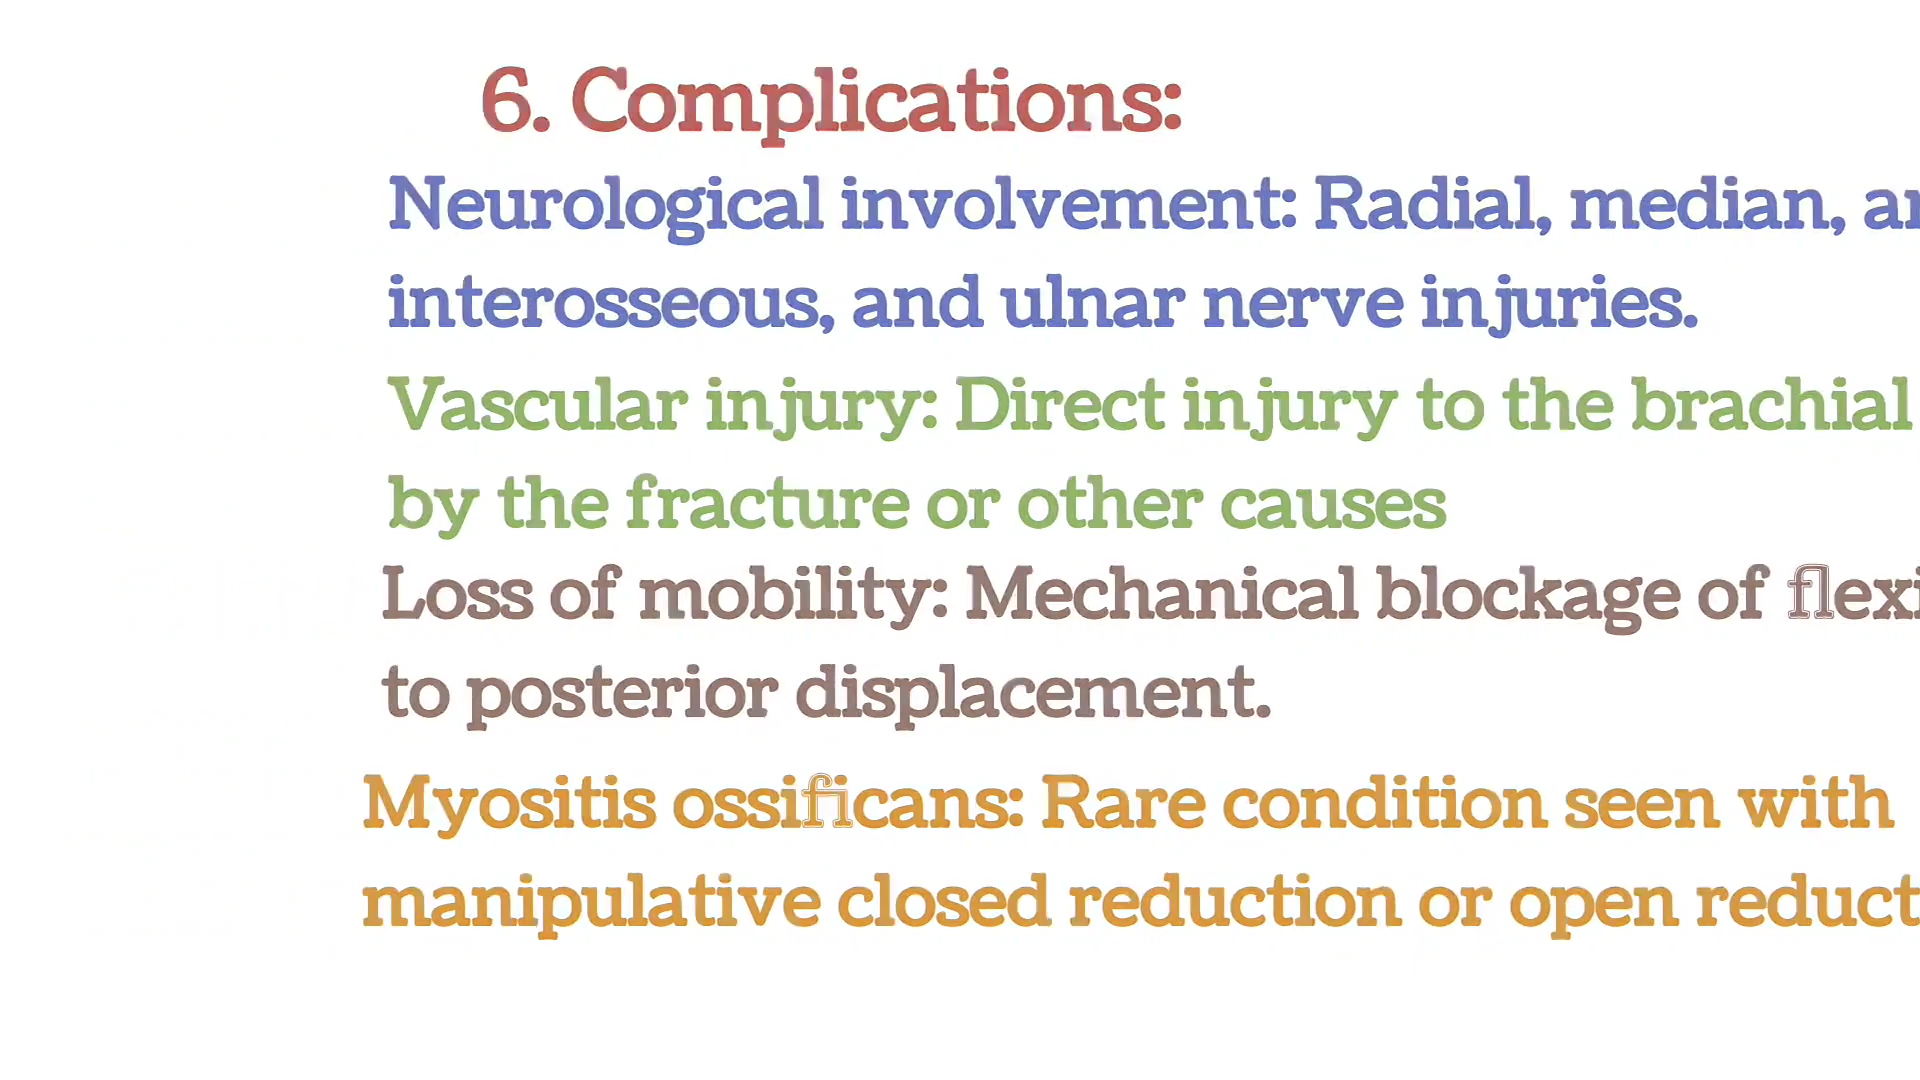 6. Complications:
Neurological involvement: Radial, median,
interosseous, and ulnar nerve injuries.
Vascular injury: Direct injury to the brachial
by the fracture or other causes
Loss of mobility: Mechanical blockage of
to posterior displacement.
Myositis ossificans: Rare condition seen with
manipulative closed reduction or open